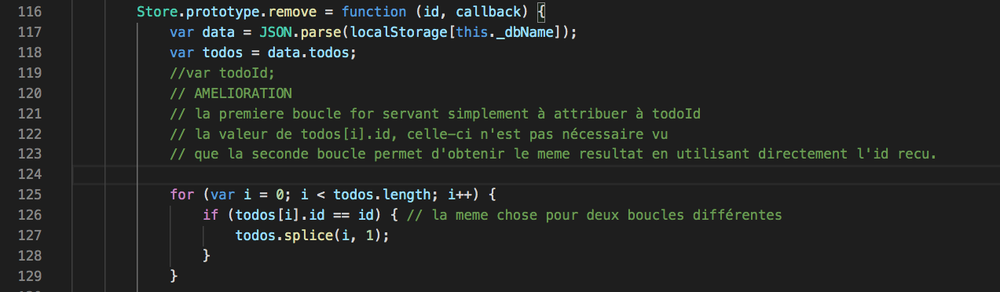 116 Store.prototype.remove = function (id, callback) {
117 var data = JSON.parse(localStorage[this._dbName]);
118 var todos = data.todos;
119 //var todoId;
120 // AMELIORATION
121 // la premiere boucle for servant simplement à attribuer à todoId
122 // la valeur de todos[i].id, celle-ci n'est pas nécessaire vu
123 // que la seconde boucle permet d'obtenir le meme resultat en utilisant directement l'id recu.
124
125 for (var i = 0; i < todos.length; i++) {
126 if (todos[i].id == id) { // la meme chose pour deux boucles différentes
127 todos.splice(i, 1);
128 }
129 }